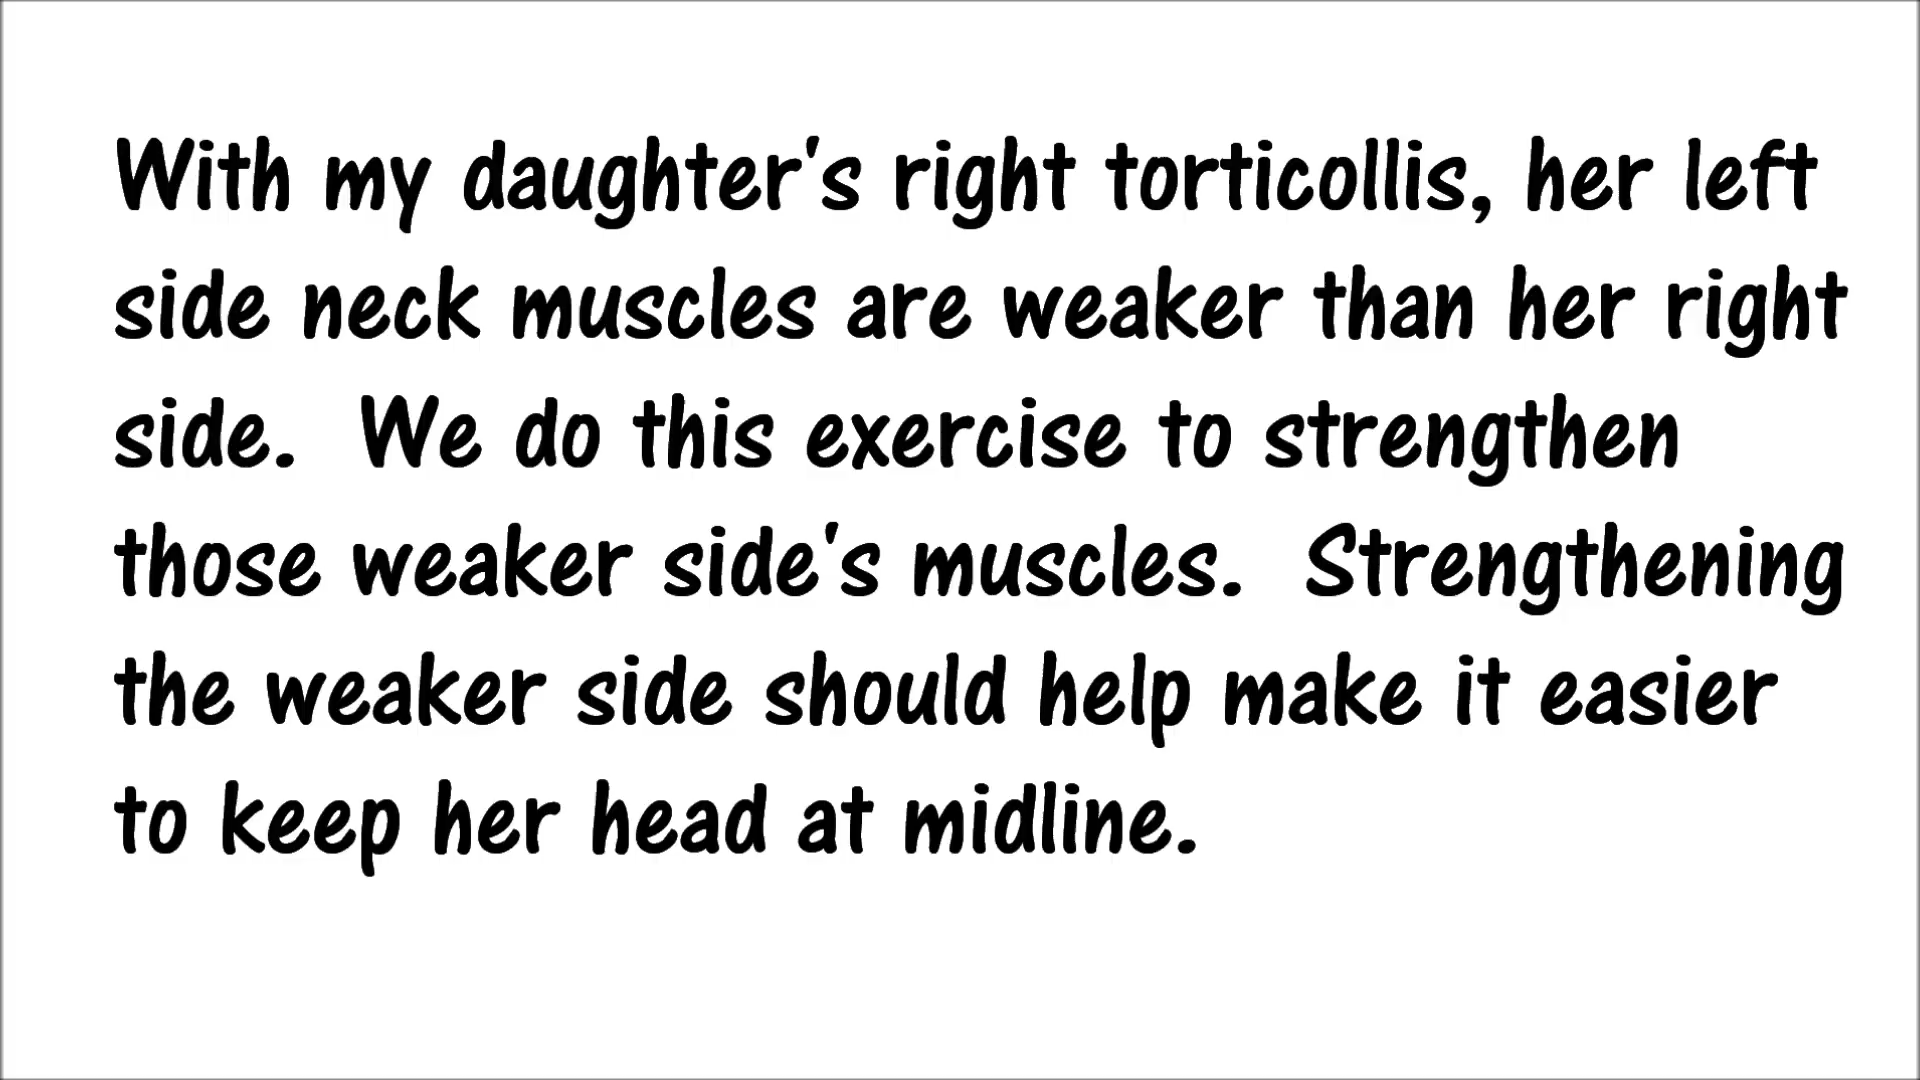 With my daughter's right torticollis, her left
side neck muscles are weaker than her right
side.  We do this exercise to strengthen
those weaker side's muscles.  Strengthening
the weaker side should help make it easier
to keep her head at midline.